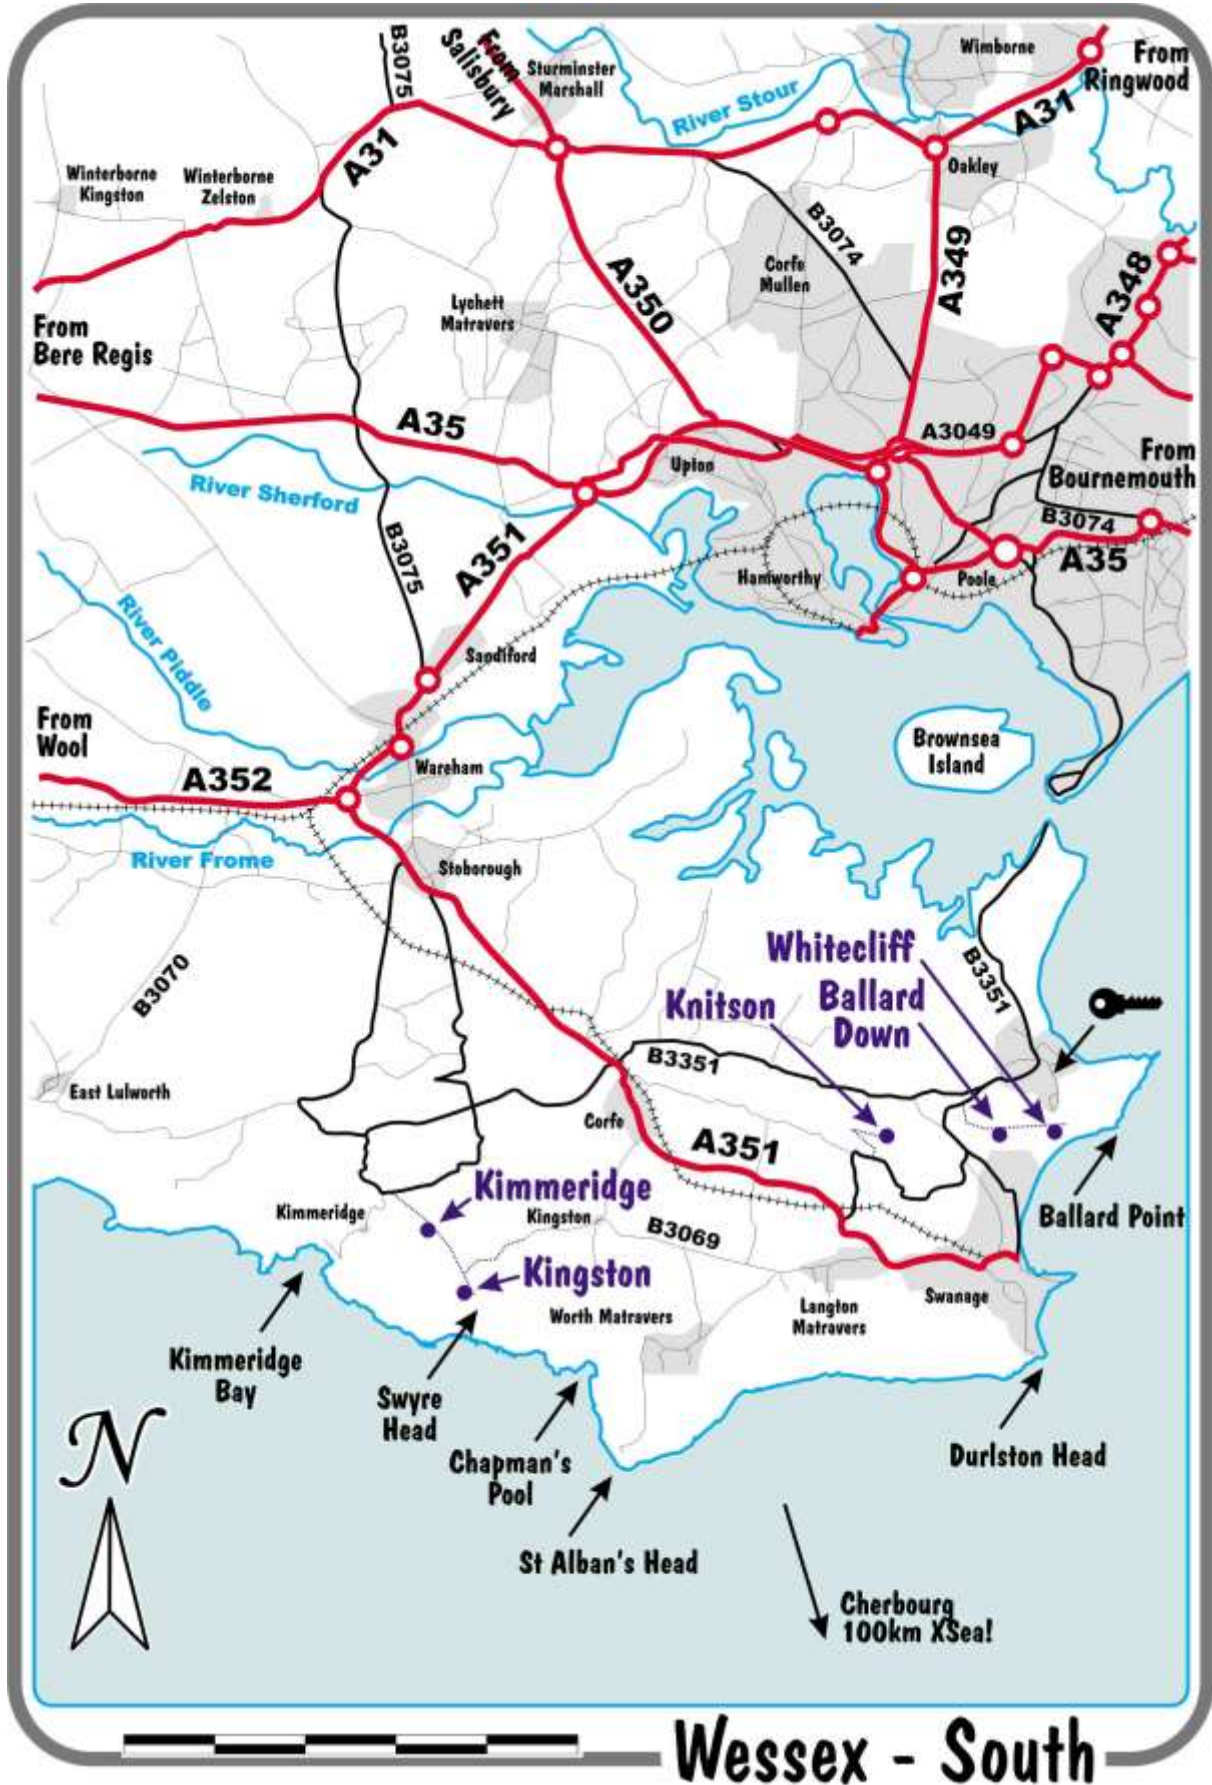 B3075
From
Salisbury
Sturminster
Marshall
Wimborne
From
Ringwood
River Stour
A31
A31
Oakley
Winterborne
Kingston
Winterborne
Zelston
B3074
A349
A348
Corfe
Mullen
A350
Lychett
Matravers
From
Bere Regis
A35
A3049
From
Bournemouth
Upton
River Sherford
B3074
A35
B3075
A351
Hamworthy
Poole
River Piddle
Sandiford
From
Wool
Brownsea
Island
Wareham
A352
River Frome
Stoborough
Whitecliff
B3351
B3070
Knitson
Ballard
Down
B3351
East Lulworth
Corfe
A351
Kimmeridge
Kimmeridge
Kingston
B3069
Ballard Point
Kingston
Swanage
Worth Matravers
Langton
Matravers
Kimmeridge
Bay
Swyre
Head
Chapman's
Pool
Durlston Head
N
St Alban's Head
Cherbourg
100km XSea!
Wessex - South